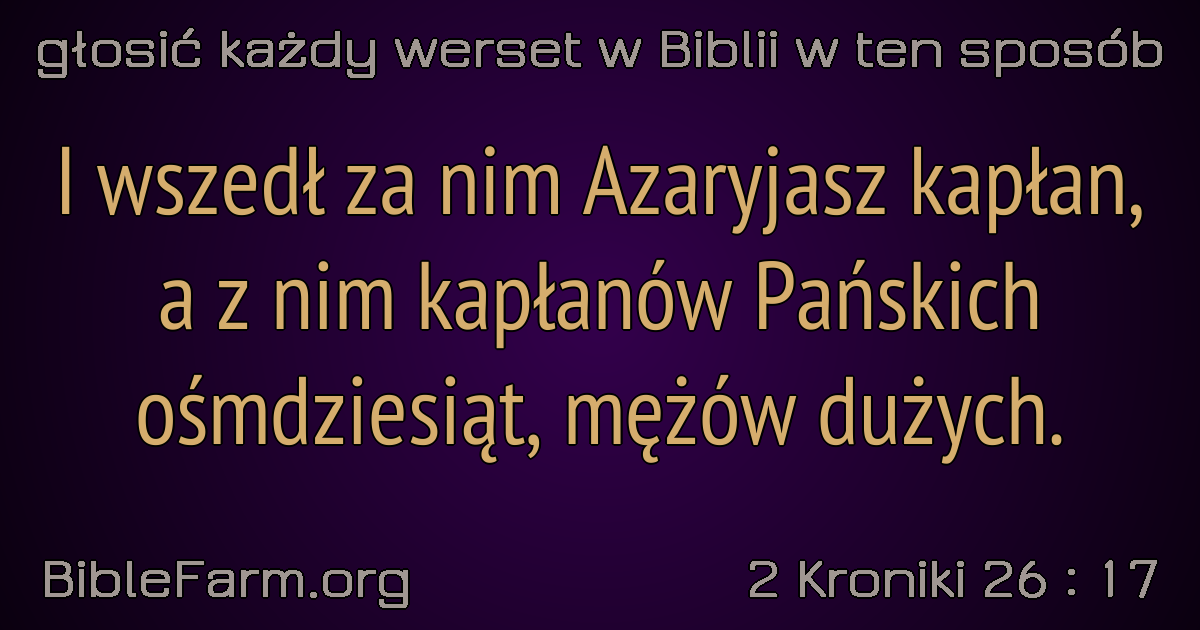 głosić każdy werset w Biblii w ten sposób
I wszedł za nim Azaryjasz kapłan,
a z nim kapłanów Pańskich
ośmdziesiąt, mężów dużych.
BibleFarm.org
2 Kroniki 26 : 17